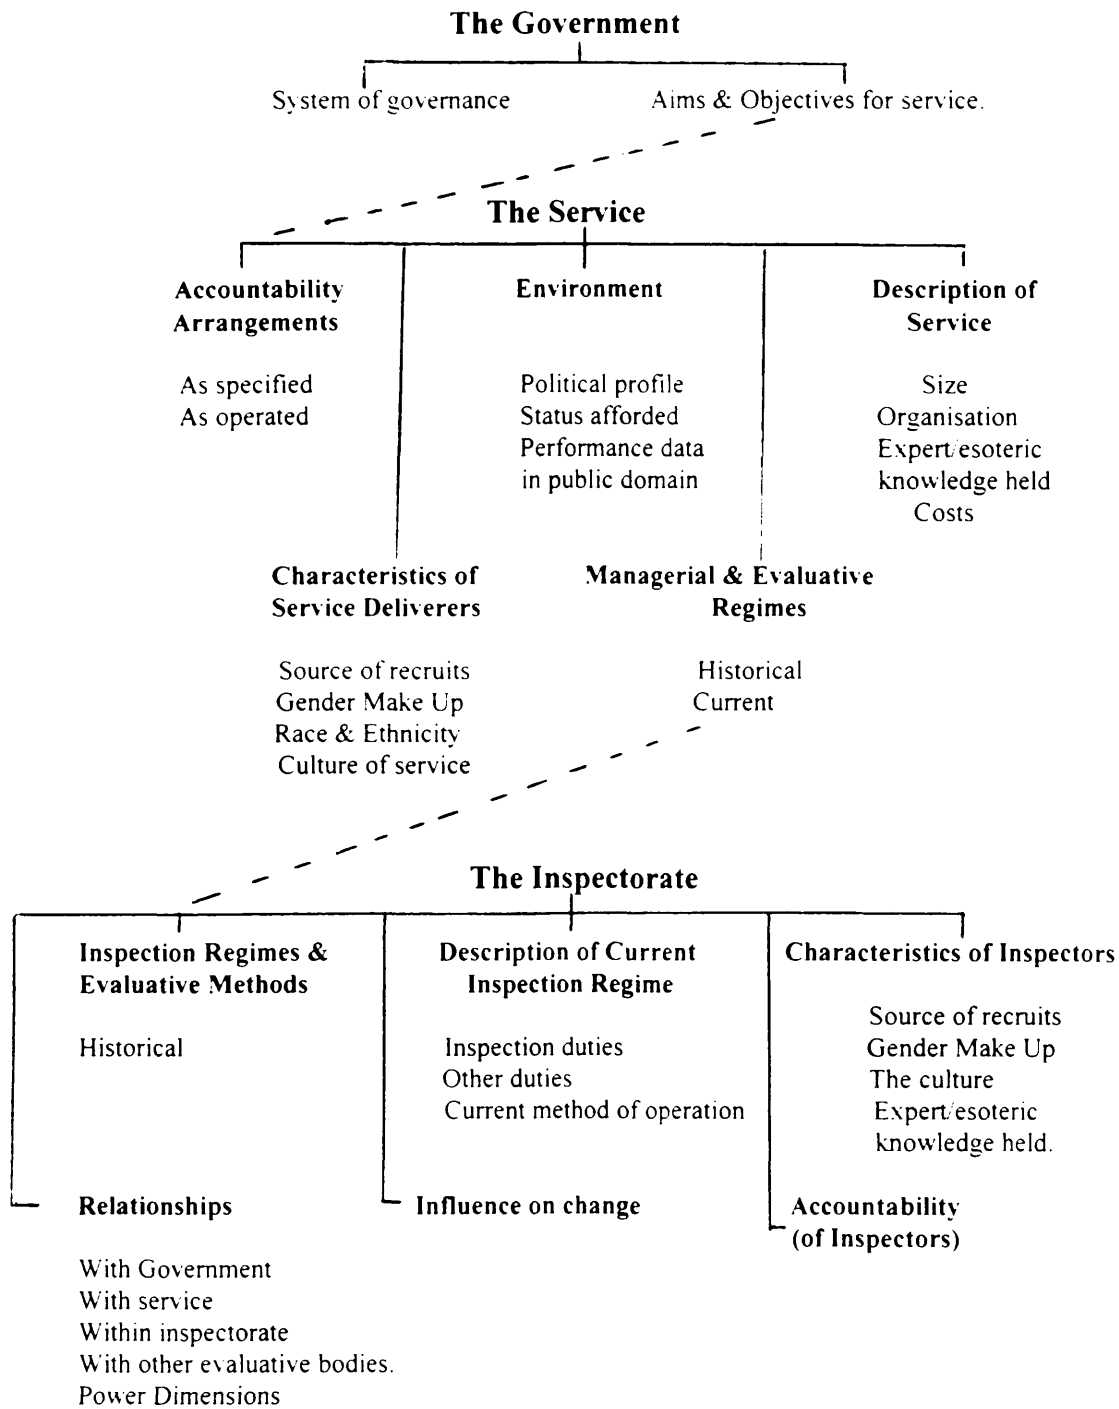 The Government
System of governance
Aims & Objectives for service.
The Service
Accountability
Arrangements
As specified
As operated
Environment
Political profile
Status afforded
Performance data
in public domain
Description of
Service
Size
Organisation
Expert/esoteric
knowledge held
Costs
Characteristics of
Service Deliverers
Source of recruits
Gender Make Up
Race & Ethnicity
Culture of service
Managerial & Evaluative
Regimes
Historical
Current
The Inspectorate
Inspection Regimes &
Evaluative Methods
Historical
Description of Current
Inspection Regime
Inspection duties
Other duties
Current method of operation
Characteristics of Inspectors
Source of recruits
Gender Make Up
The culture
Expert/esoteric
knowledge held.
Relationships
With Government
With service
Within inspectorate
With other evaluative bodies.
Power Dimensions
Influence on change
Accountability
(of Inspectors)